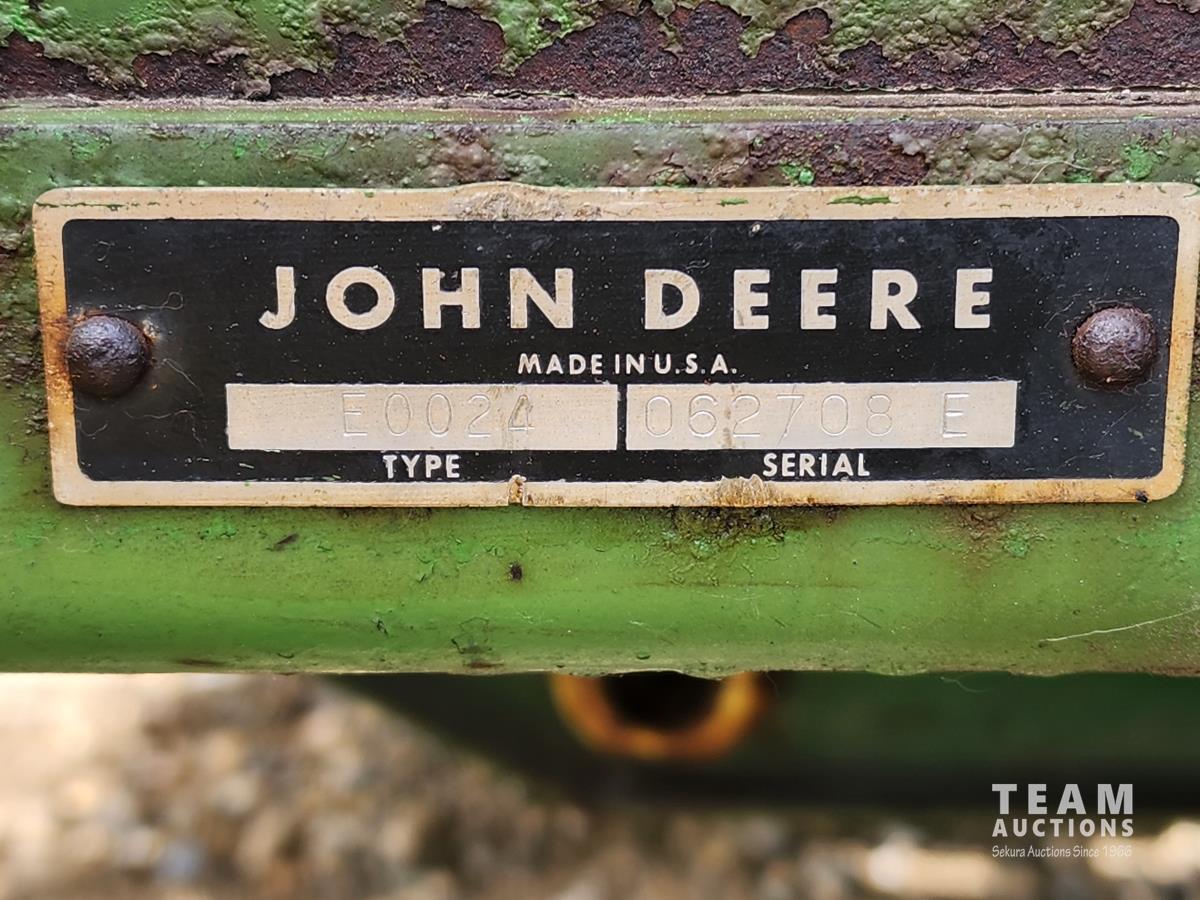 JOHN DEERE
MADE IN U.S.A.
E0024 062708 E
TYPE SERIAL
TEAM
AUCTIONS
Sekura Auctions Since 1966